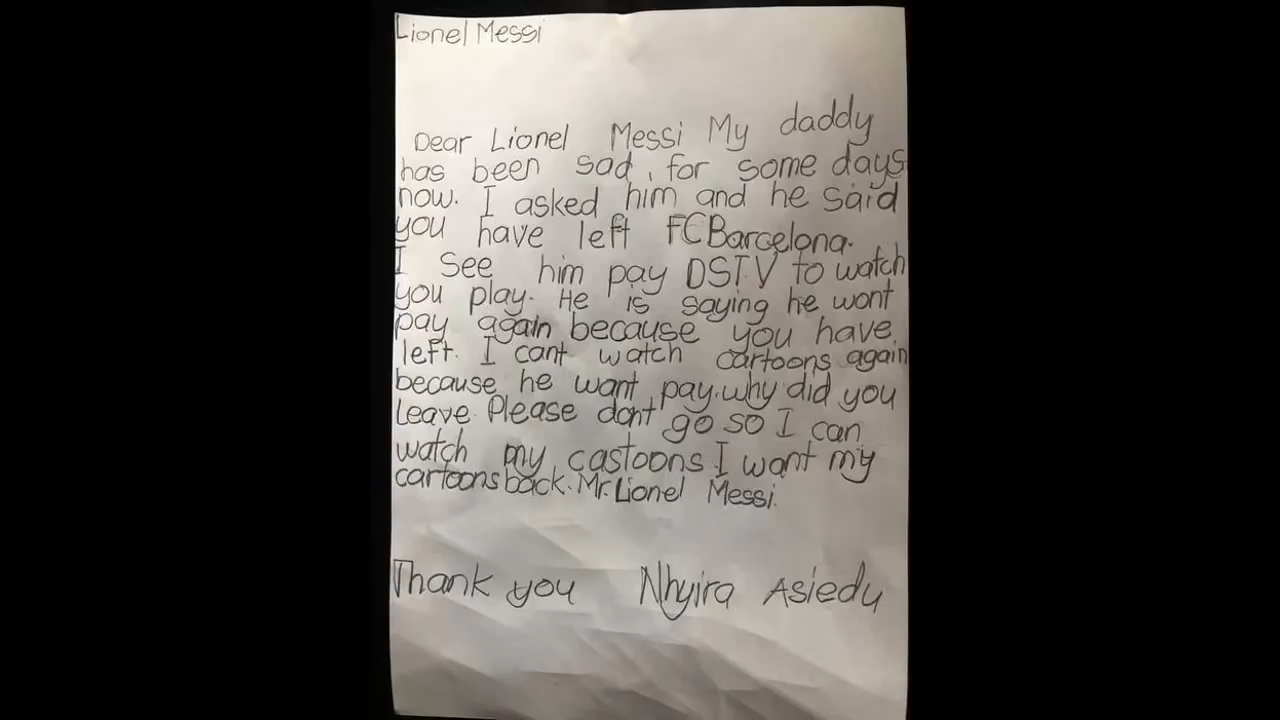 Lionel Messi
Dear Lionel Messi My daddy
has been sad, for some days
now. I asked him and he said
you have left FCBarcelona.
I See him pay DSTV to watch
you play. He is saying he wont
pay again because you have
left. I cant watch cartoons again
because he want pay.why did you
leave. Please dont go so I can
watch my castoons I want my
cartoons back. Mr. Lionel Messi.
Thank you Nhyira Asiedu